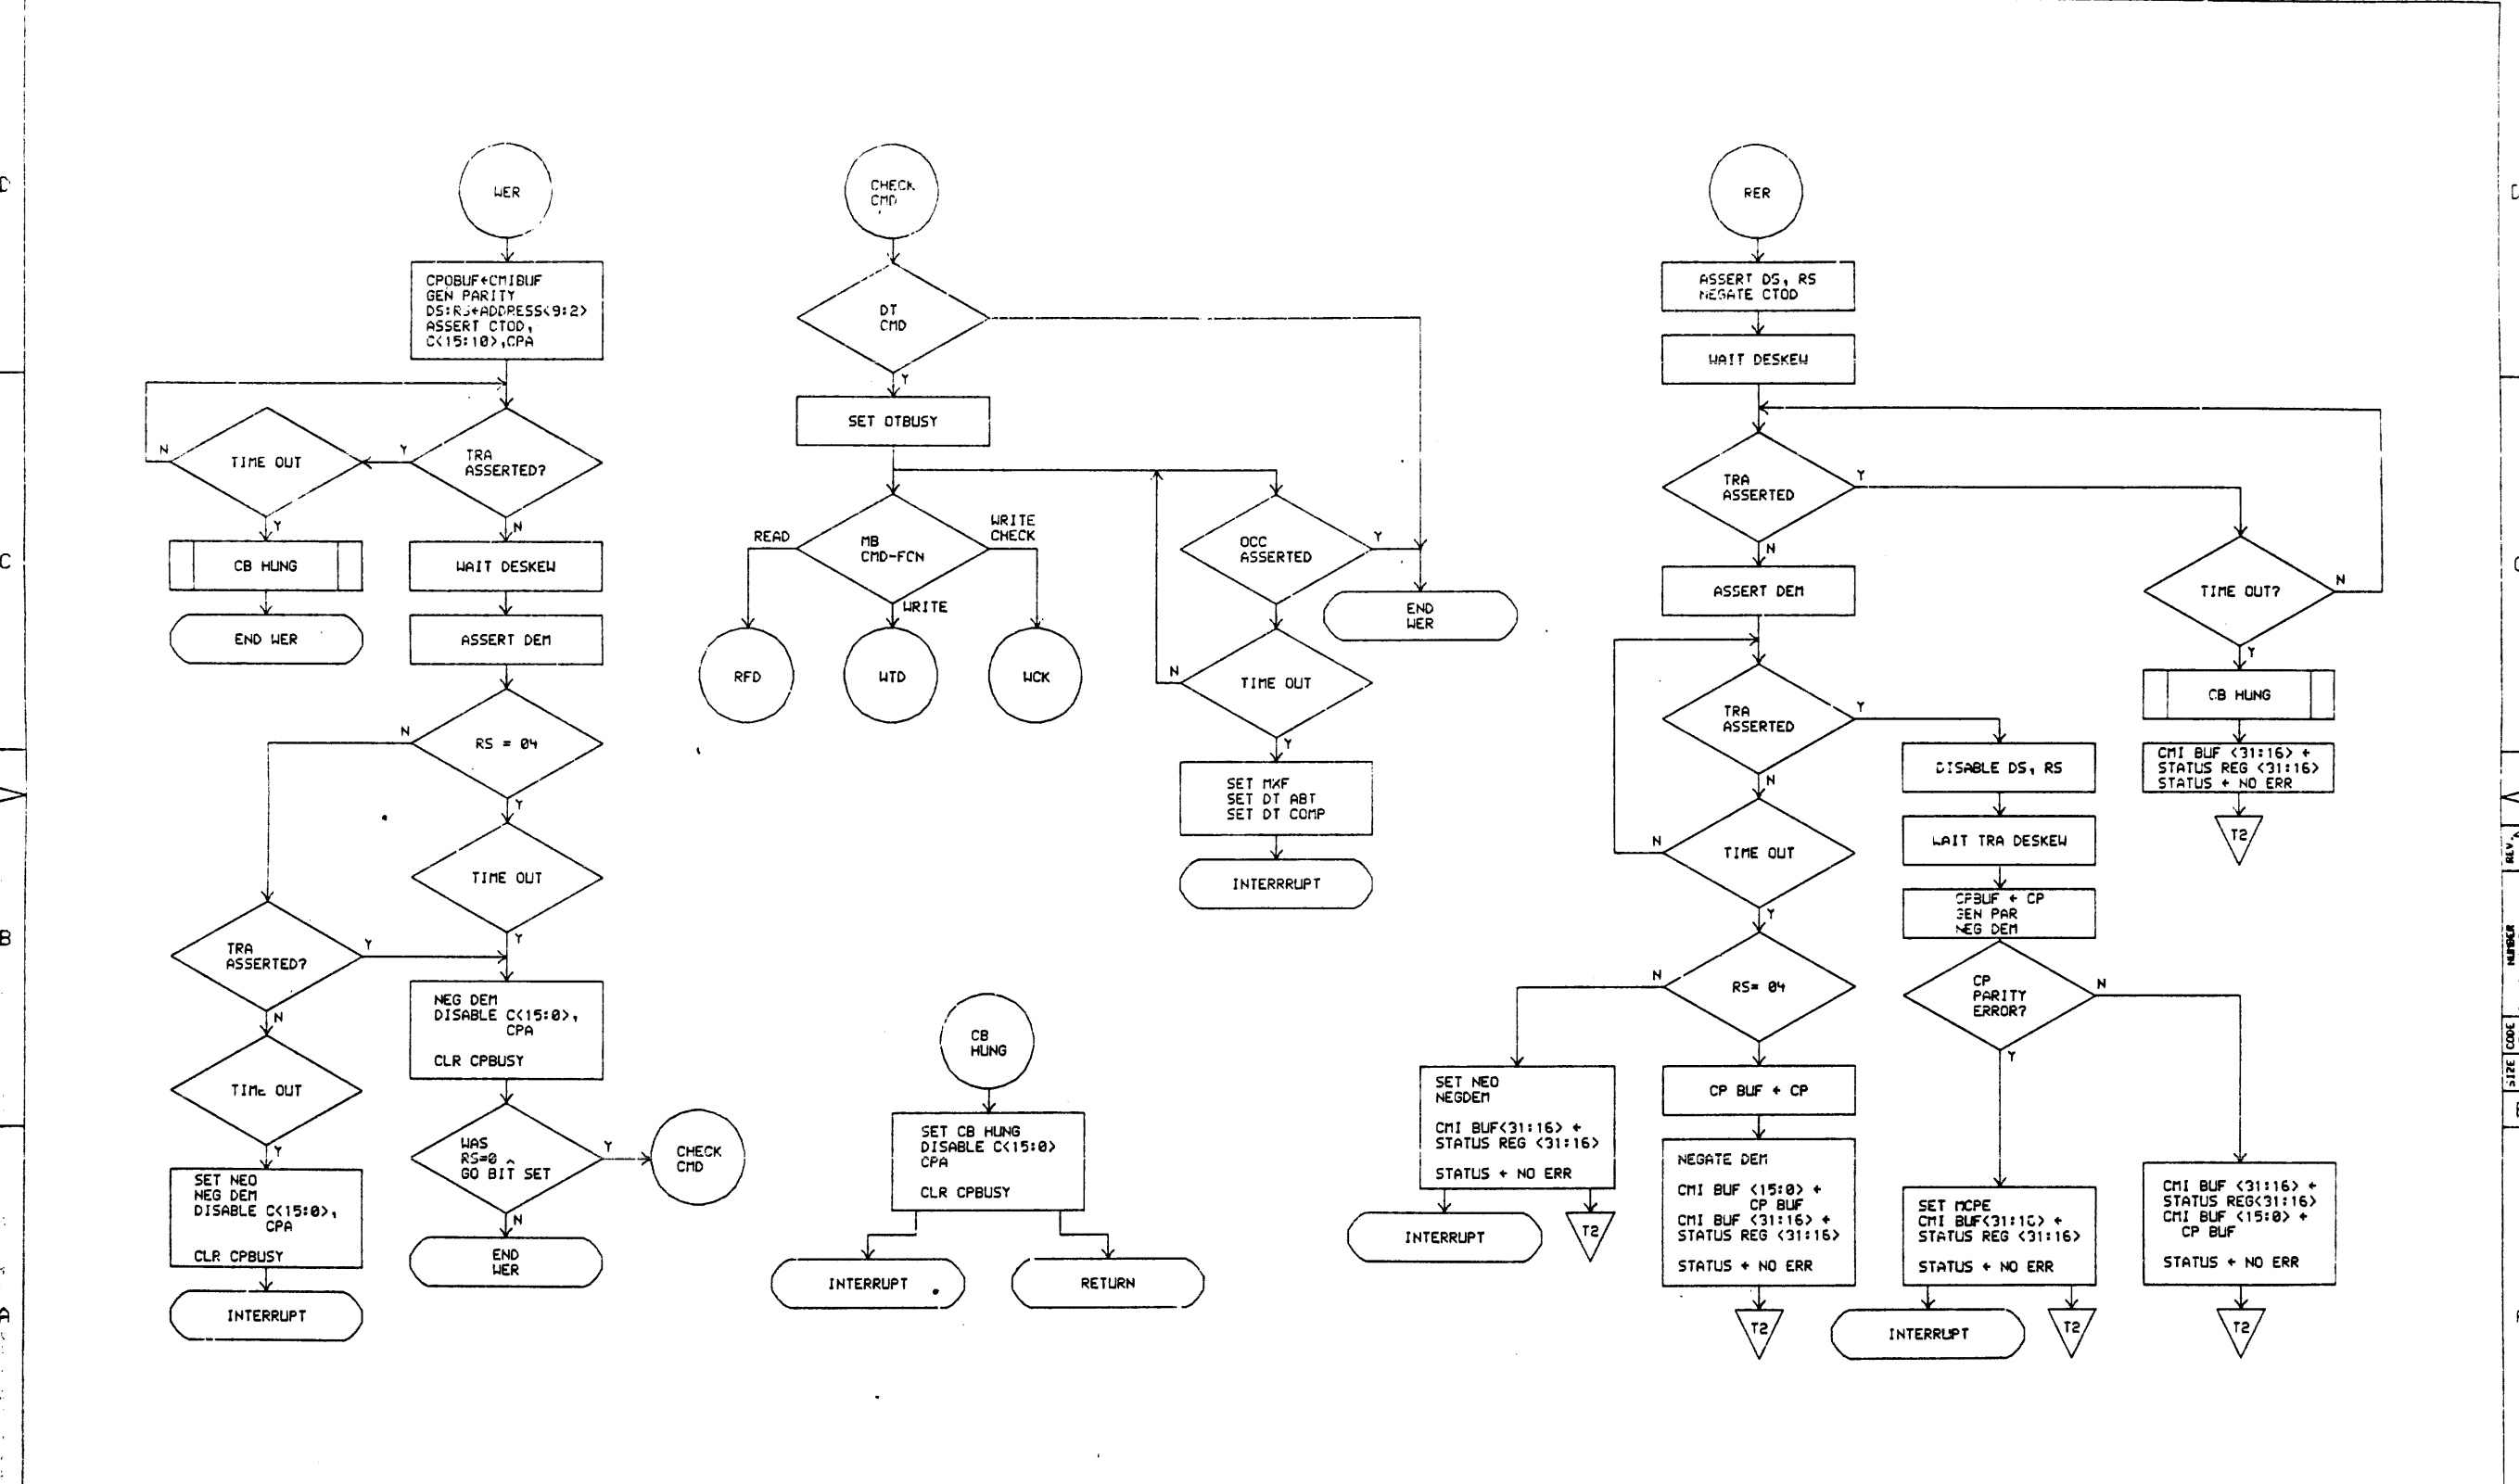 WER
CPOBUF←CMIBUF
GEN PARITY
DS:RS←ADDRESS<9:2>
ASSERT CTOD,
C<15:10>,CPA
TRA
ASSERTED?
Y
N
TIME OUT
N
Y
CB HUNG
END WER
WAIT DESKEW
ASSERT DEM
RS = 04
N
Y
TIME OUT
Y
TRA
ASSERTED?
Y
N
TIME OUT
Y
SET NEO
NEG DEM
DISABLE C<15:0>,
CPA
CLR CPBUSY
INTERRUPT
NEG DEM
DISABLE C<15:0>,
CPA
CLR CPBUSY
WAS
RS=0 ^
GO BIT SET
Y
N
CHECK
CMD
END
WER
CHECK
CMD
DT
CMD
Y
SET DTBUSY
MB
CMD-FCN
READ
WRITE
CHECK
WRITE
RFD
WTD
WCK
OCC
ASSERTED
Y
END
WER
TIME OUT
N
Y
SET MXF
SET DT ABT
SET DT COMP
INTERRRUPT
CB
HUNG
SET CB HUNG
DISABLE C<15:0>
CPA
CLR CPBUSY
INTERRUPT
RETURN
RER
ASSERT DS, RS
NEGATE CTOD
WAIT DESKEW
TRA
ASSERTED
Y
N
TIME OUT?
N
Y
CB HUNG
CMI BUF <31:16> ←
STATUS REG <31:16>
STATUS ← NO ERR
T2
ASSERT DEM
TRA
ASSERTED
Y
N
TIME OUT
N
Y
DISABLE DS, RS
WAIT TRA DESKEW
CPBUF ← CP
GEN PAR
NEG DEM
CP
PARITY
ERROR?
N
Y
RS= 04
N
SET NEO
NEGDEM
CMI BUF<31:16> ←
STATUS REG <31:16>
STATUS ← NO ERR
INTERRUPT
T2
CP BUF ← CP
NEGATE DEM
CMI BUF <15:0> ←
CP BUF
CMI BUF <31:16> ←
STATUS REG <31:16>
STATUS ← NO ERR
T2
SET MCPE
CMI BUF<31:16> ←
STATUS REG <31:16>
STATUS ← NO ERR
INTERRUPT
T2
CMI BUF <31:16> ←
STATUS REG<31:16>
CMI BUF <15:0> ←
CP BUF
STATUS ← NO ERR
T2
D
C
B
A
REV.
NUMBER
CODE
SIZE